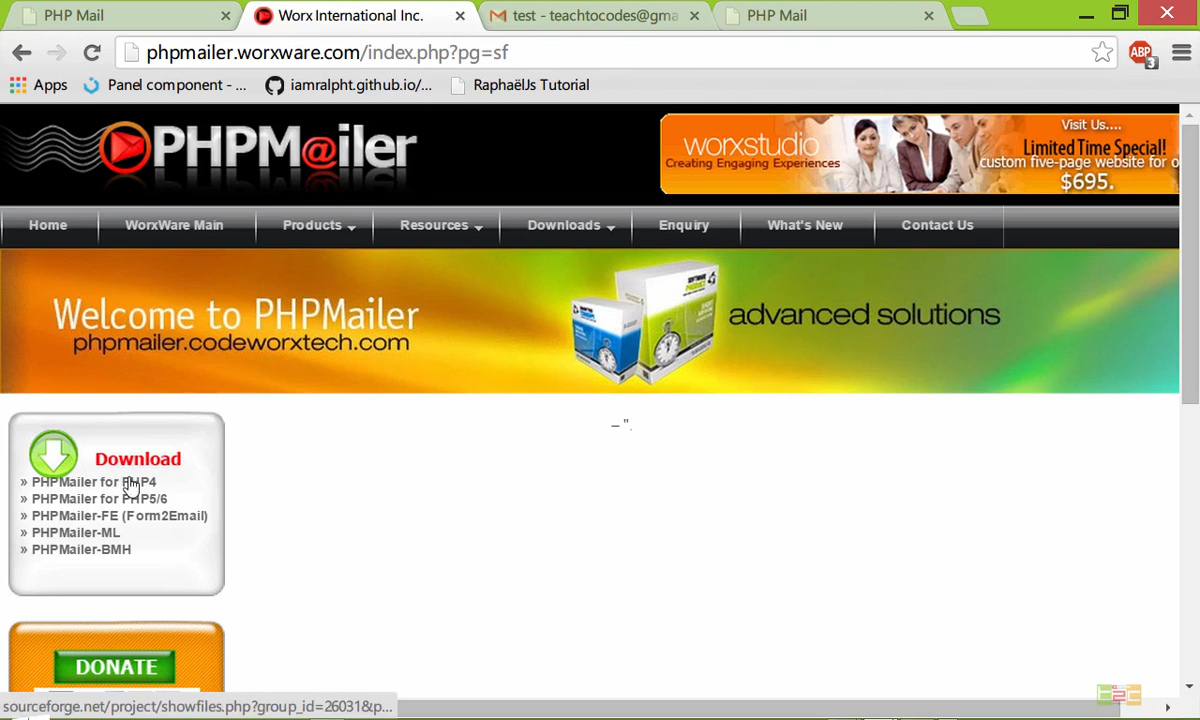 PHP Mail
Worx International Inc.
test - teachtocodes@gma
PHP Mail
phpmailer.worxware.com/index.php?pg=sf
ABP
3
Apps
Panel component - ...
iamralpht.github.io/...
RaphaëlJs Tutorial
PHPM@iler
worxstudio
Creating Engaging Experiences
Visit Us....
Limited Time Special!
custom five-page website for o
$695.
Home
WorxWare Main
Products
Resources
Downloads
Enquiry
What's New
Contact Us
Welcome to PHPMailer
phpmailer.codeworxtech.com
SOFTWARE
PRODUCT
advanced solutions
– ".
Download
» PHPMailer for PHP4
» PHPMailer for PHP5/6
» PHPMailer-FE (Form2Email)
» PHPMailer-ML
» PHPMailer-BMH
DONATE
sourceforge.net/project/showfiles.php?group_id=26031&p...